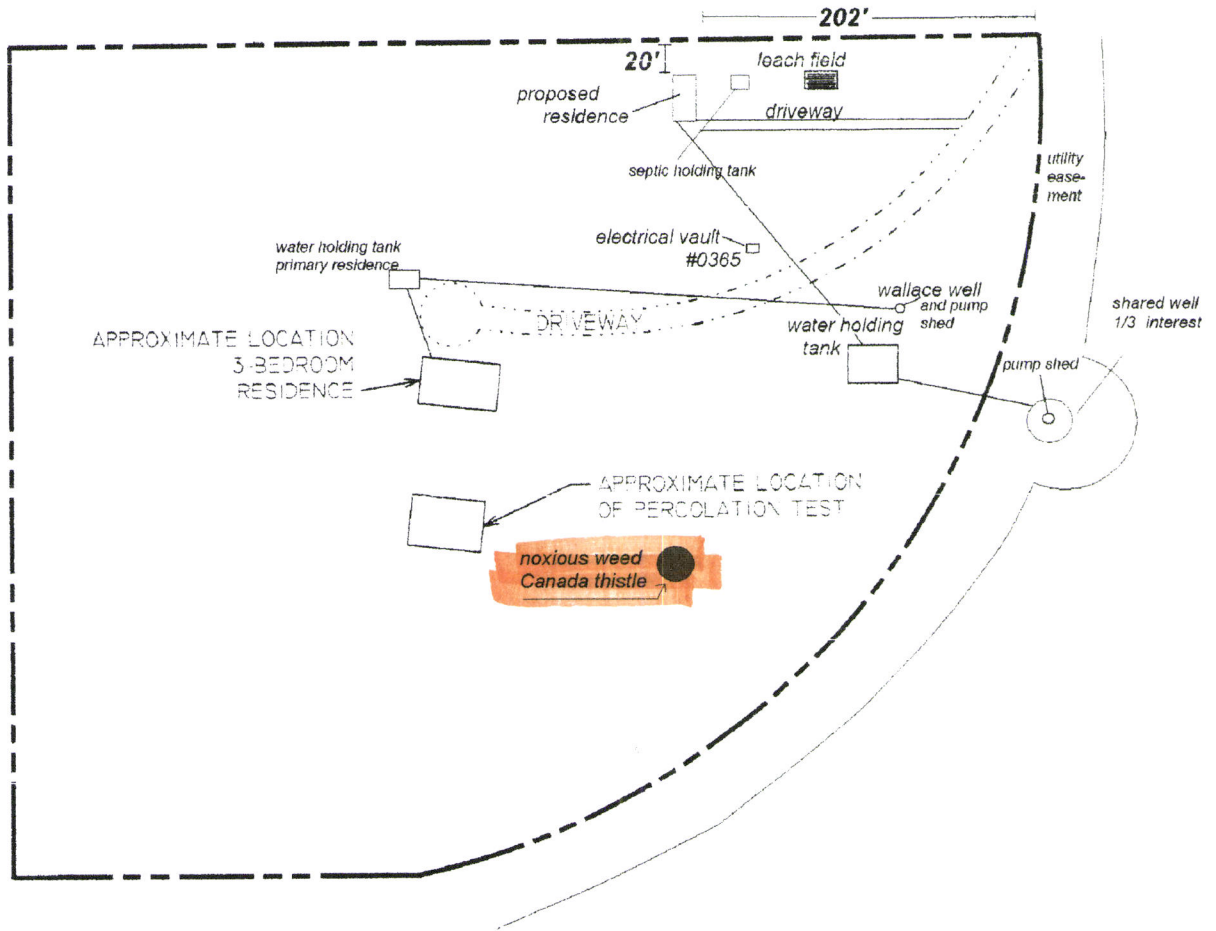 202'
20'
leach field
proposed
residence
driveway
septic holding tank
utility
ease-
ment
electrical vault
#0365
water holding tank
primary residence
wallace well
and pump
shed
shared well
1/3 interest
DRIVEWAY
water holding
tank
pump shed
APPROXIMATE LOCATION
3-BEDROOM
RESIDENCE
APPROXIMATE LOCATION
OF PERCOLATION TEST
noxious weed
Canada thistle